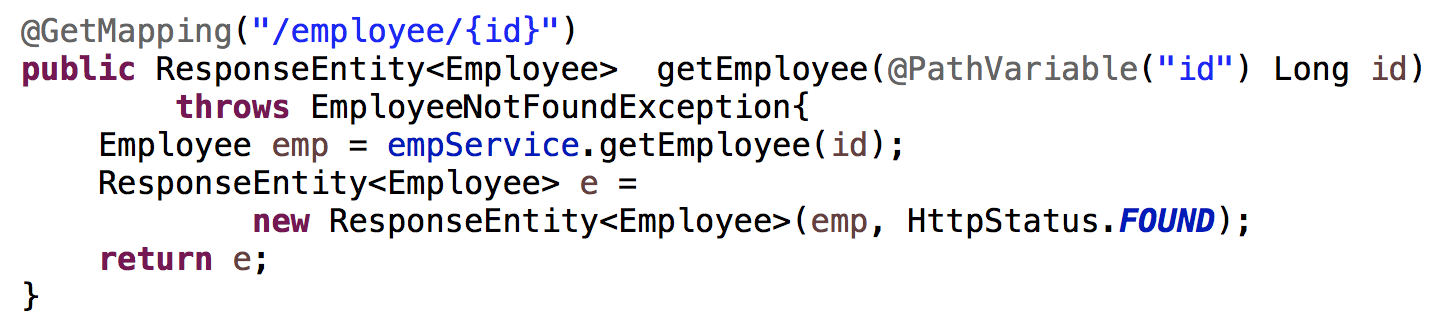 @GetMapping("/employee/{id}")
public ResponseEntity<Employee>  getEmployee(@PathVariable("id") Long id)
        throws EmployeeNotFoundException{
    Employee emp = empService.getEmployee(id);
    ResponseEntity<Employee> e =
            new ResponseEntity<Employee>(emp, HttpStatus.FOUND);
    return e;
}